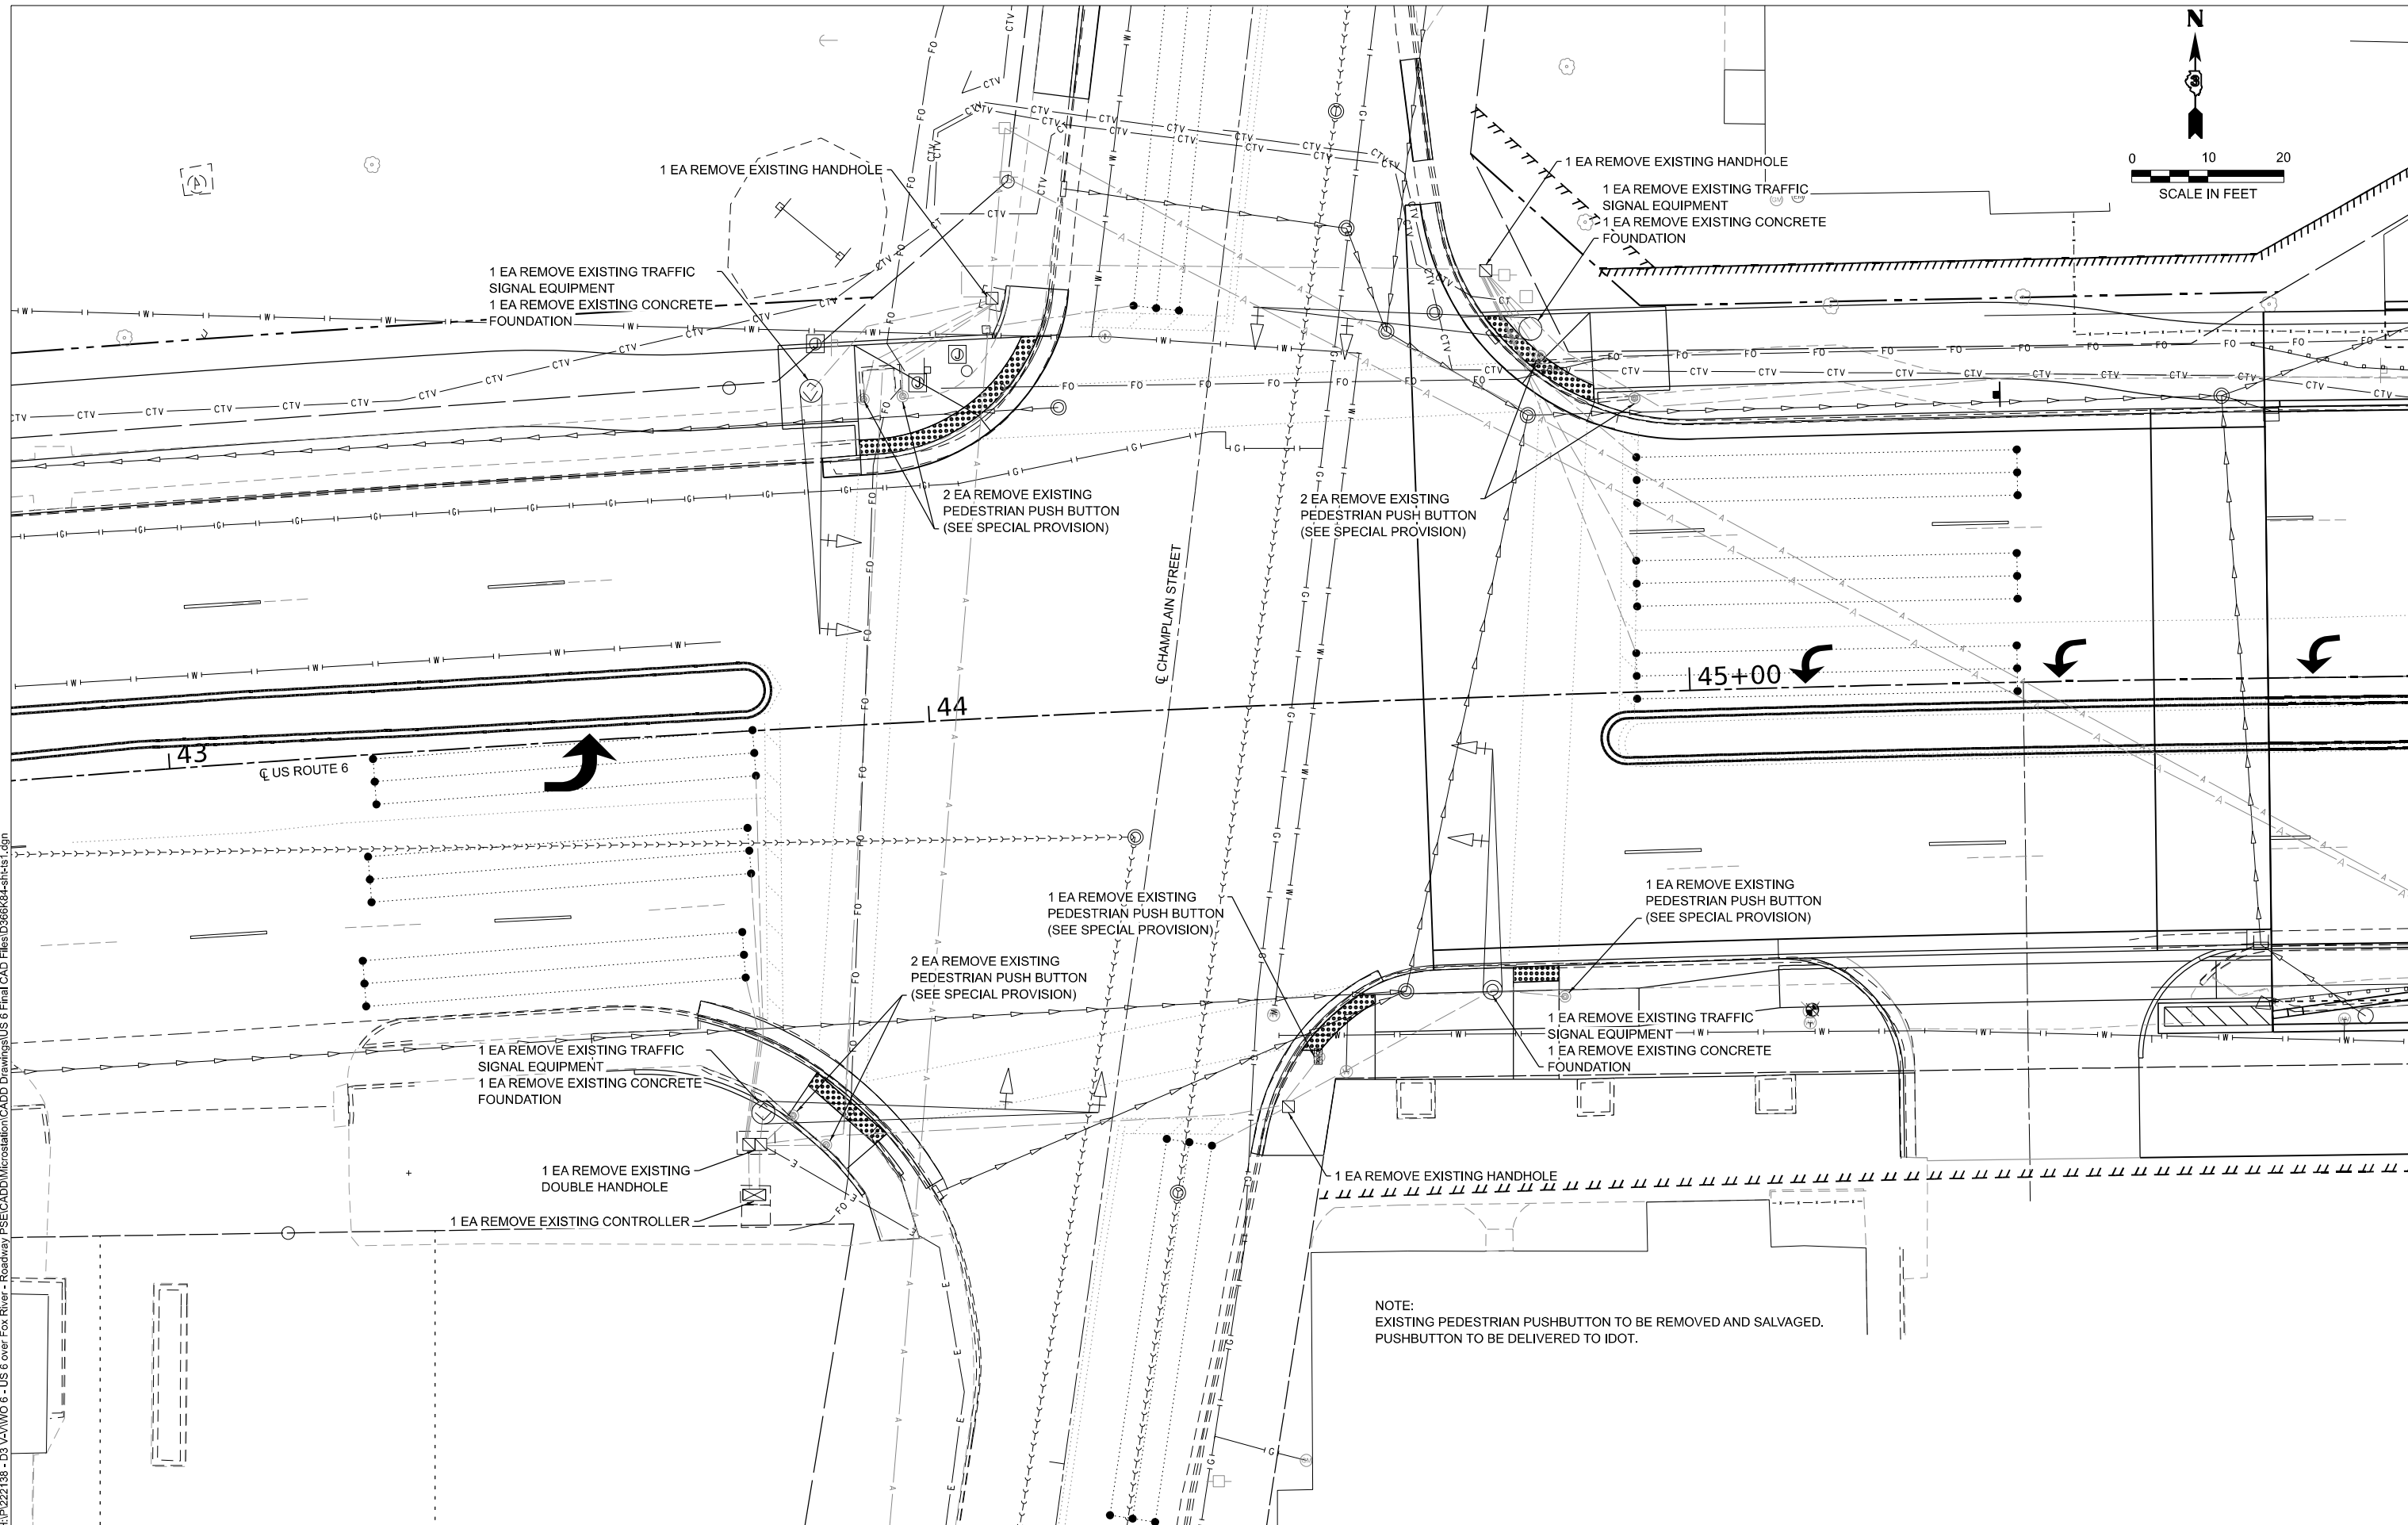 N
3
0 10 20
SCALE IN FEET
1 EA REMOVE EXISTING HANDHOLE
1 EA REMOVE EXISTING HANDHOLE
1 EA REMOVE EXISTING TRAFFIC
SIGNAL EQUIPMENT
1 EA REMOVE EXISTING CONCRETE
FOUNDATION
1 EA REMOVE EXISTING TRAFFIC
SIGNAL EQUIPMENT
1 EA REMOVE EXISTING CONCRETE
FOUNDATION
2 EA REMOVE EXISTING
PEDESTRIAN PUSH BUTTON
(SEE SPECIAL PROVISION)
2 EA REMOVE EXISTING
PEDESTRIAN PUSH BUTTON
(SEE SPECIAL PROVISION)
℄ CHAMPLAIN STREET
45+00
44
43
℄ US ROUTE 6
1 EA REMOVE EXISTING
PEDESTRIAN PUSH BUTTON
(SEE SPECIAL PROVISION)
1 EA REMOVE EXISTING
PEDESTRIAN PUSH BUTTON
(SEE SPECIAL PROVISION)
2 EA REMOVE EXISTING
PEDESTRIAN PUSH BUTTON
(SEE SPECIAL PROVISION)
1 EA REMOVE EXISTING TRAFFIC
SIGNAL EQUIPMENT
1 EA REMOVE EXISTING CONCRETE
FOUNDATION
1 EA REMOVE EXISTING TRAFFIC
SIGNAL EQUIPMENT
1 EA REMOVE EXISTING CONCRETE
FOUNDATION
1 EA REMOVE EXISTING
DOUBLE HANDHOLE
1 EA REMOVE EXISTING HANDHOLE
1 EA REMOVE EXISTING CONTROLLER
NOTE:
EXISTING PEDESTRIAN PUSHBUTTON TO BE REMOVED AND SALVAGED.
PUSHBUTTON TO BE DELIVERED TO IDOT.